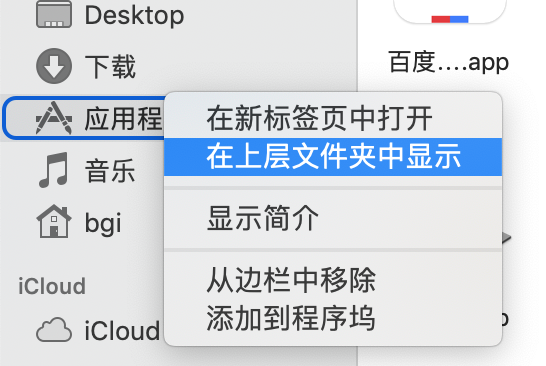 Desktop
下载
百度....app
应用程
在新标签页中打开
在上层文件夹中显示
音乐
显示简介
bgi
iCloud
从边栏中移除
添加到程序坞
iCloud